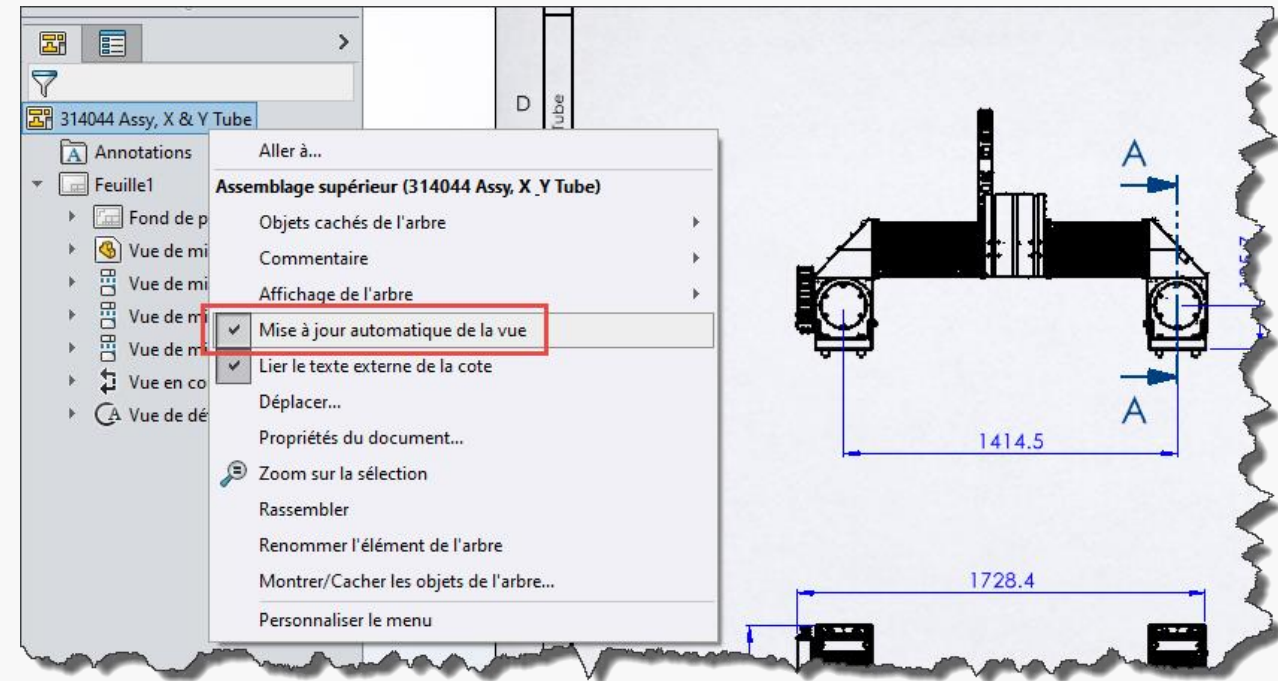 314044 Assy, X & Y Tube
Annotations
Feuille1
Fond de p
Vue de mi
Vue de mi
Vue de mi
Vue de mi
Vue en co
Vue de dé
Aller à...
Assemblage supérieur (314044 Assy, X_Y Tube)
Objets cachés de l'arbre
Commentaire
Affichage de l'arbre
Mise à jour automatique de la vue
Lier le texte externe de la cote
Déplacer...
Propriétés du document...
Zoom sur la sélection
Rassembler
Renommer l'élément de l'arbre
Montrer/Cacher les objets de l'arbre...
Personnaliser le menu
D
Tube
A
A
1414.5
1728.4